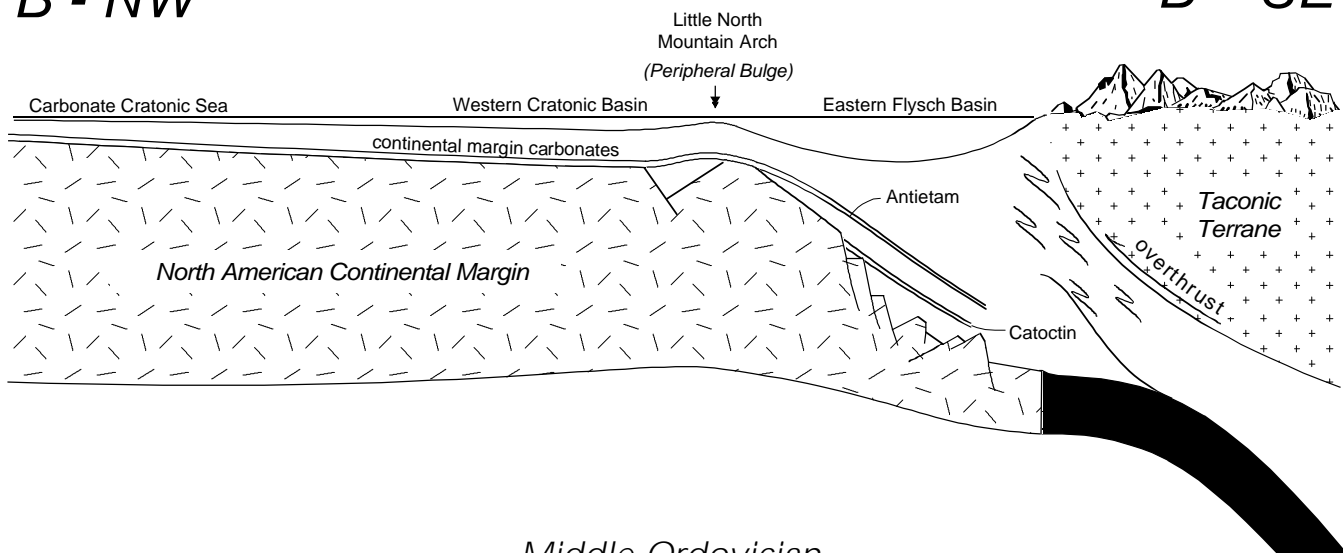 B - NW
SE
Little North
Mountain Arch
(Peripheral Bulge)
Carbonate Cratonic Sea
Western Cratonic Basin
Eastern Flysch Basin
continental margin carbonates
Antietam
Taconic
Terrane
overthrust
North American Continental Margin
Catoctin
Middle Ordovician